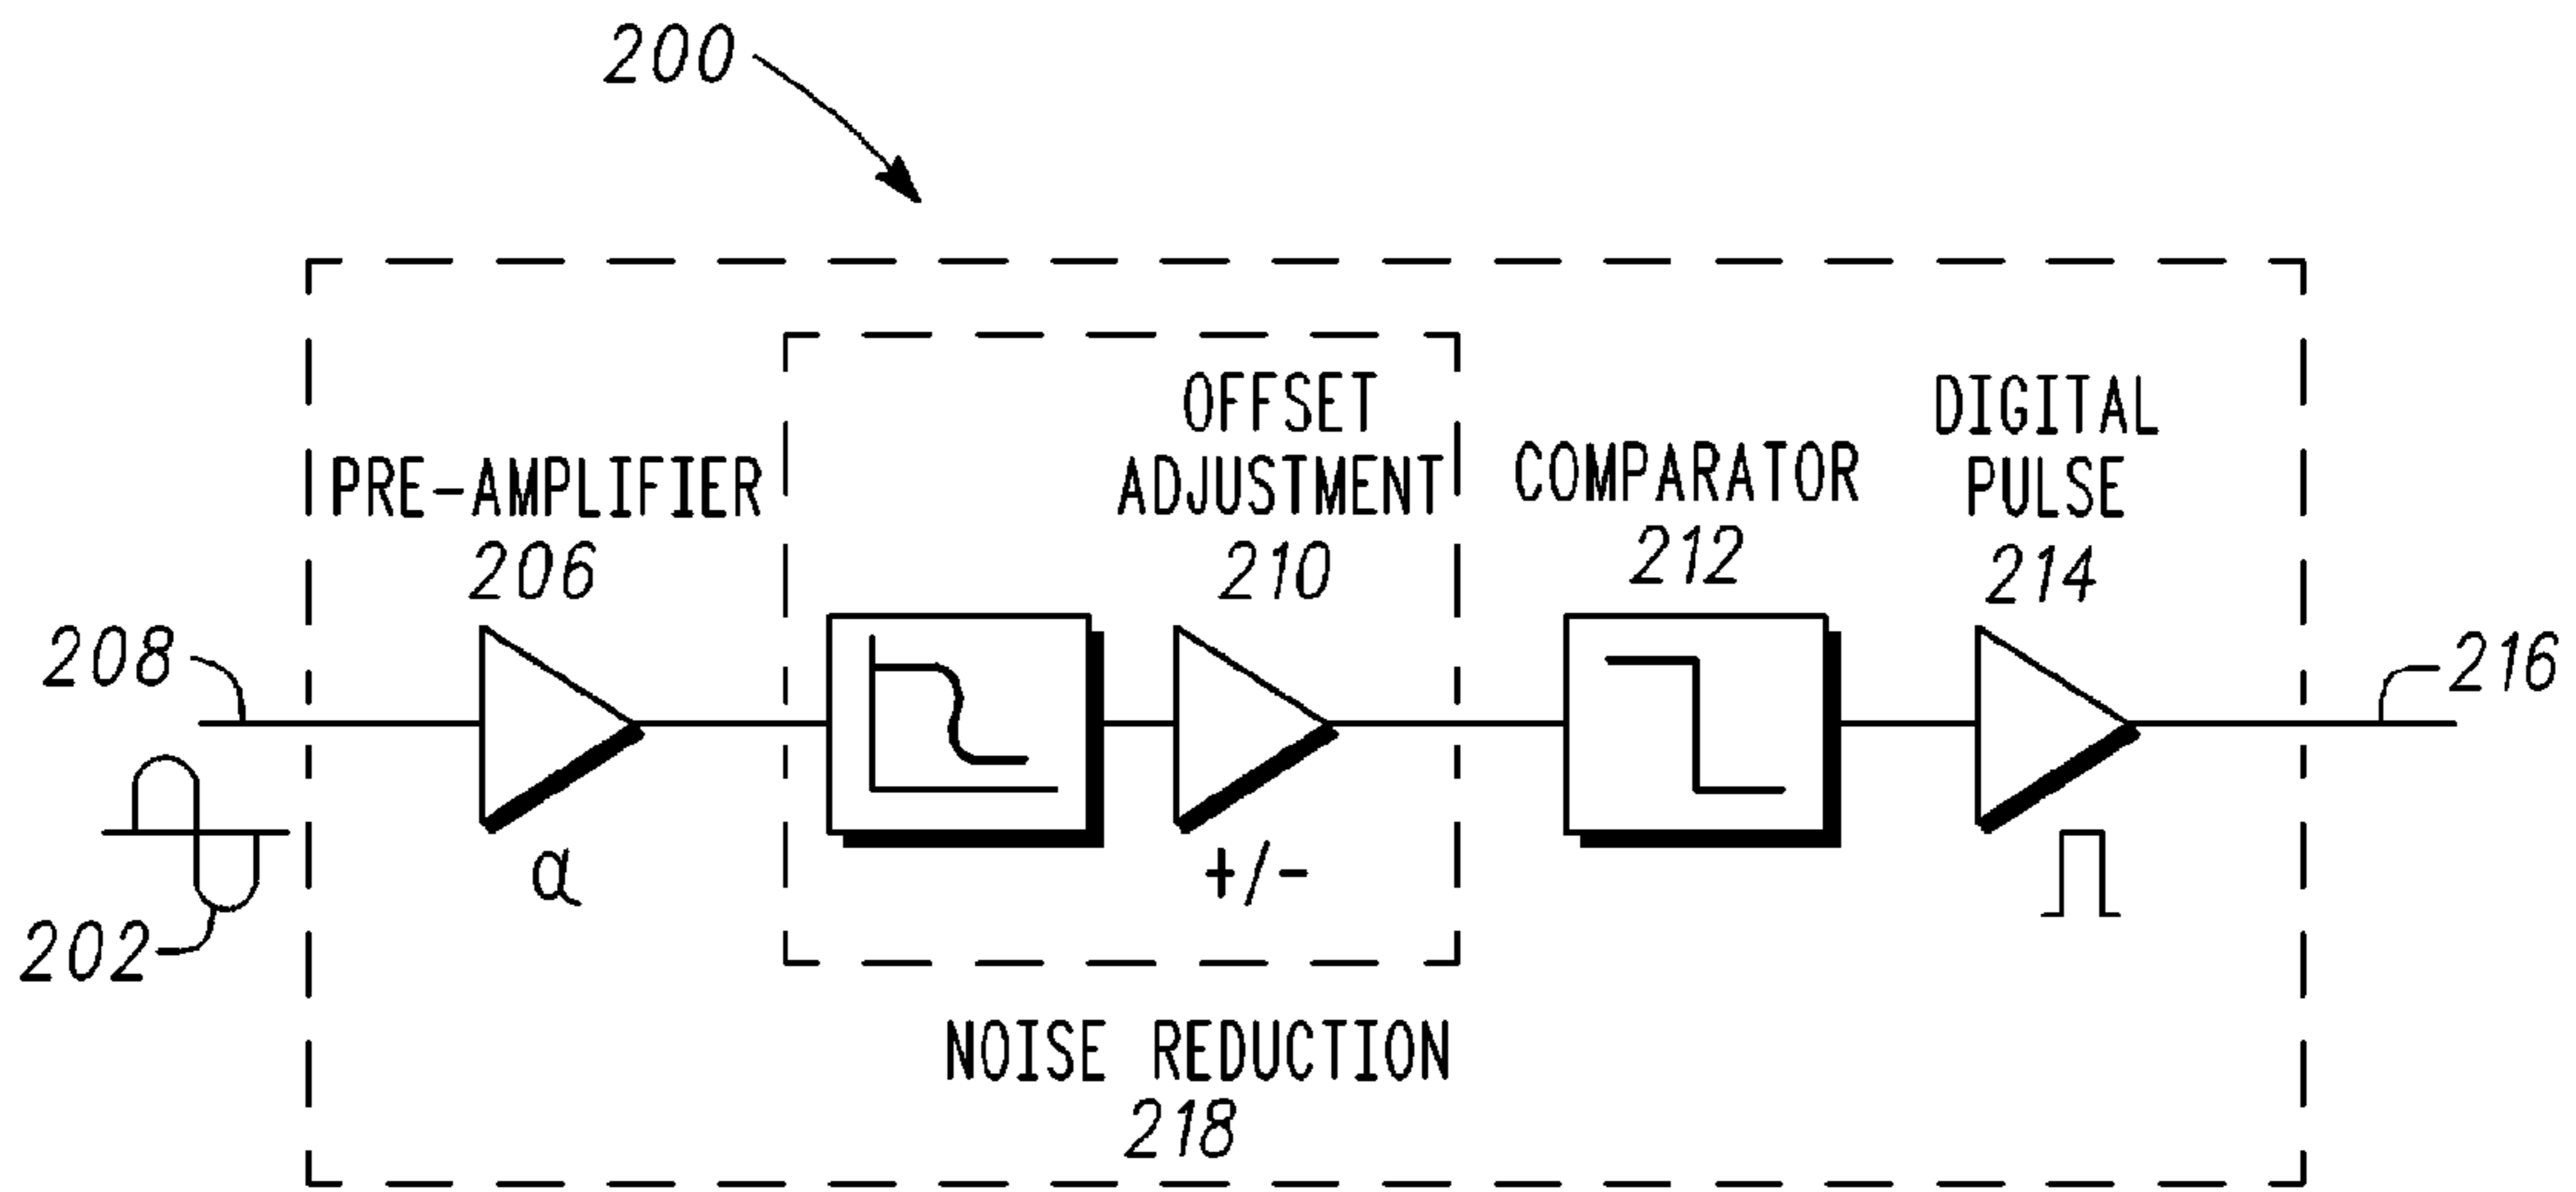 200
OFFSET
ADJUSTMENT
210
DIGITAL
PULSE
214
PRE-AMPLIFIER
206
COMPARATOR
212
208
216
202
α
+/-
NOISE REDUCTION
218